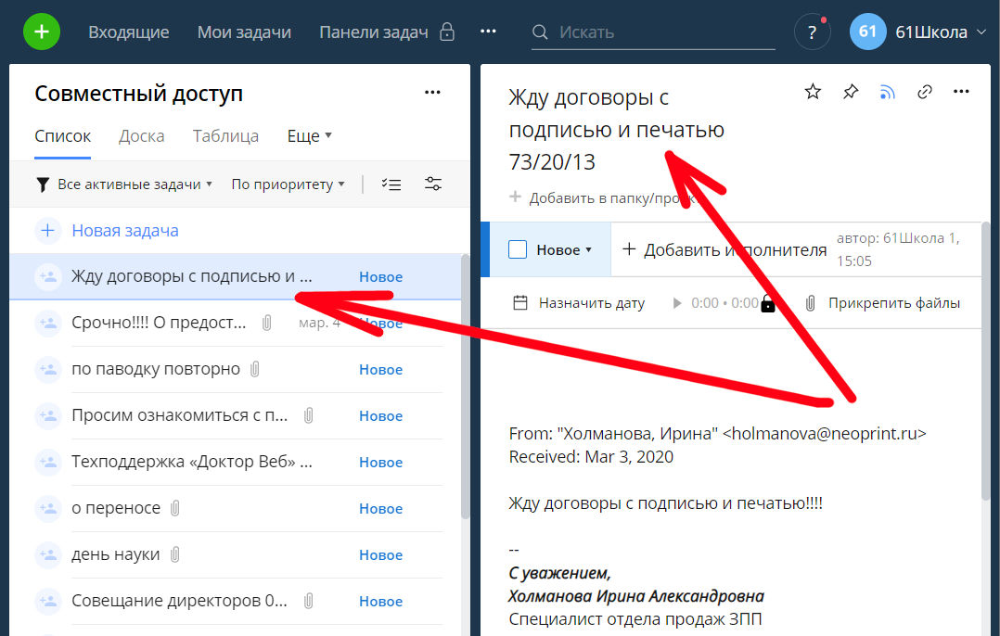 Входящие Мои задачи Панели задач ••• Искать ? 61 61Школа
Совместный доступ •••
Список Доска Таблица Еще
Все активные задачи По приоритету
+ Новая задача
Жду договоры с подписью и ... Новое
Срочно!!!! О предост... мар. 4 Новое
по паводку повторно Новое
Просим ознакомиться с п... Новое
Техподдержка «Доктор Веб» ... Новое
о переносе Новое
день науки Новое
Совещание директоров 0... Новое
Жду договоры с
подписью и печатью
73/20/13
+ Добавить в папку/проек
Новое + Добавить исполнителя автор: 61Школа 1,
15:05
Назначить дату 0:00 • 0:00 Прикрепить файлы
From: "Холманова, Ирина" <holmanova@neoprint.ru>
Received: Mar 3, 2020
Жду договоры с подписью и печатью!!!!
--
С уважением,
Холманова Ирина Александровна
Специалист отдела продаж ЗПП